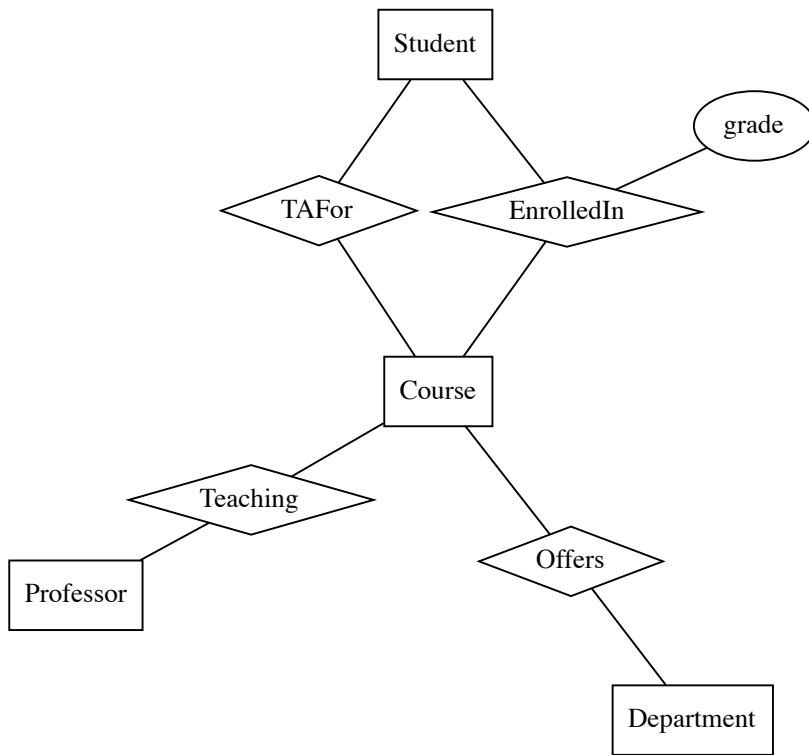 Student
grade
TAFor
EnrolledIn
Course
Teaching
Offers
Professor
Department